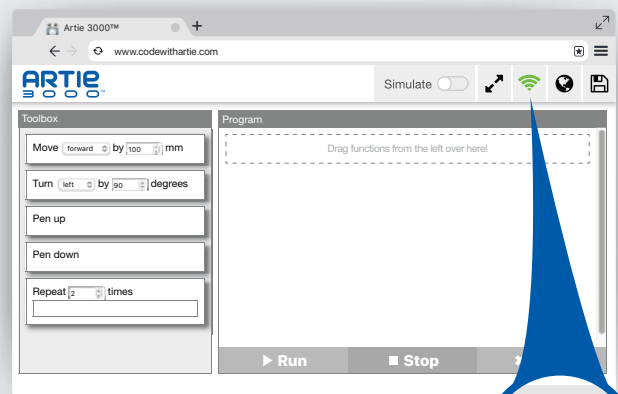 Artie 3000™
www.codewithartie.com
ARTIE
3000™
Simulate
Toolbox
Program
Move forward by 100 mm
Drag functions from the left over here!
Turn left by 90 degrees
Pen up
Pen down
Repeat 2 times
Run
Stop